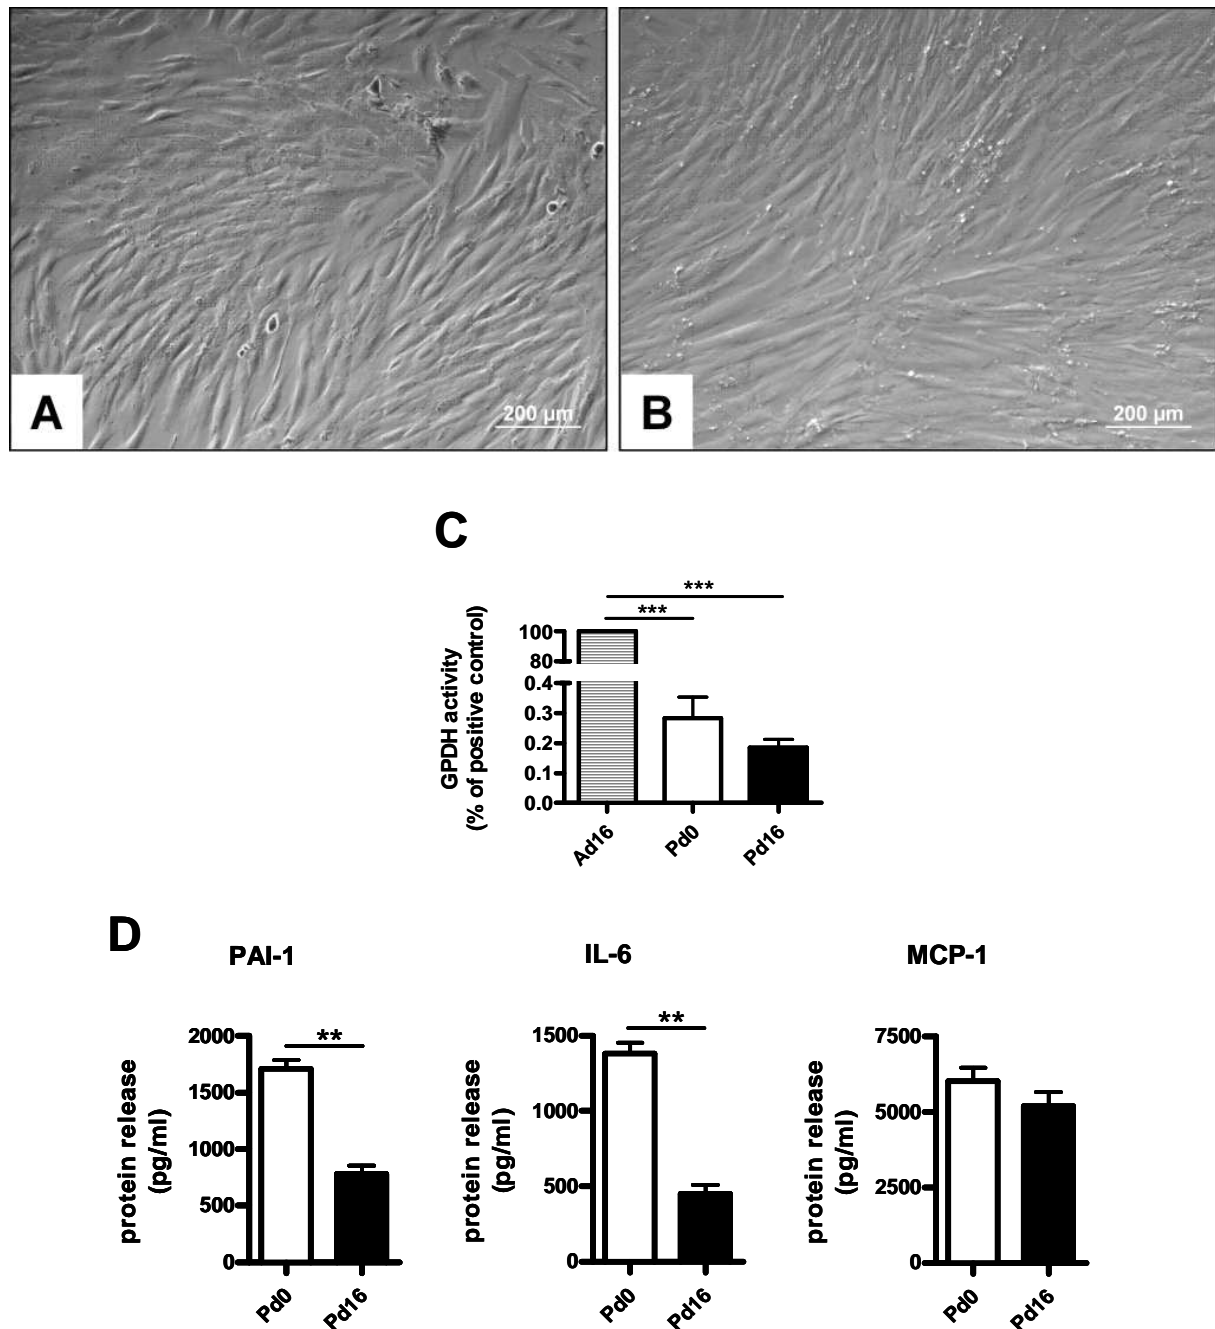 A
200 µm
B
200 µm
C
***
***
GPDH activity
(% of positive control)
100
80
0.4
0.3
0.2
0.1
0.0
Ad16
Pd0
Pd16
D
PAI-1
protein release
(pg/ml)
2000
1500
1000
500
0
**
Pd0
Pd16
IL-6
protein release
(pg/ml)
1500
1000
500
0
**
Pd0
Pd16
MCP-1
protein release
(pg/ml)
7500
5000
2500
0
Pd0
Pd16